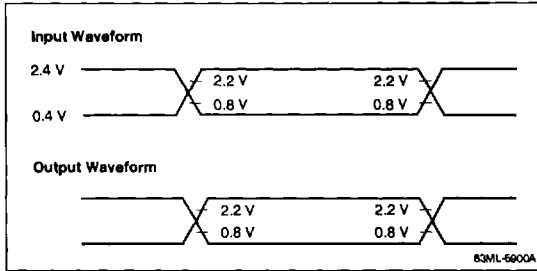 Input Waveform
2.4 V
2.2 V 2.2 V
0.8 V 0.8 V
0.4 V
Output Waveform
2.2 V 2.2 V
0.8 V 0.8 V
83ML-5900A